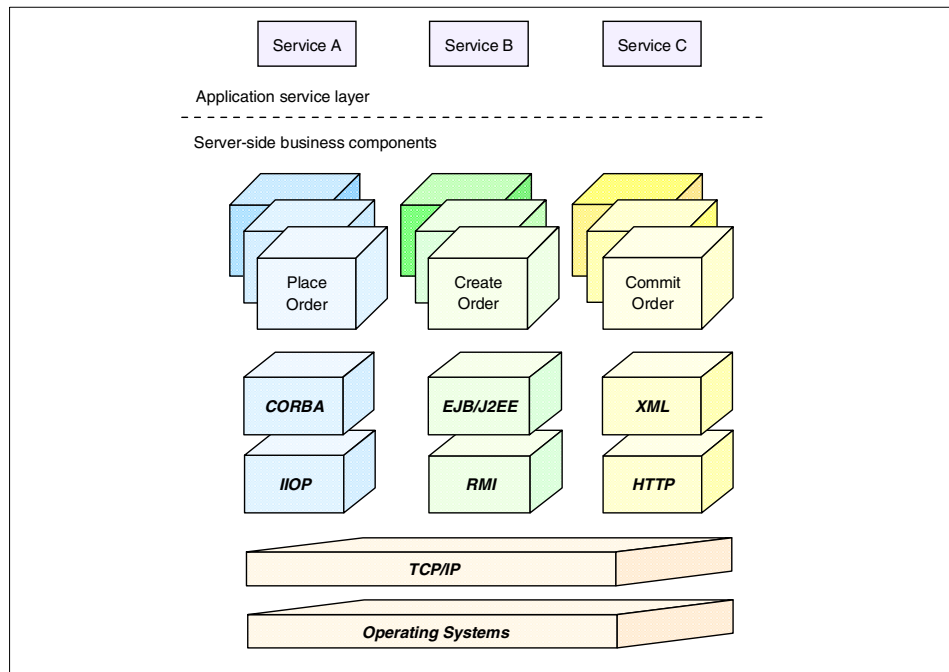 Service A
Service B
Service C
Application service layer
Server-side business components
Place
Order
Create
Order
Commit
Order
CORBA
EJB/J2EE
XML
IIOP
RMI
HTTP
TCP/IP
Operating Systems